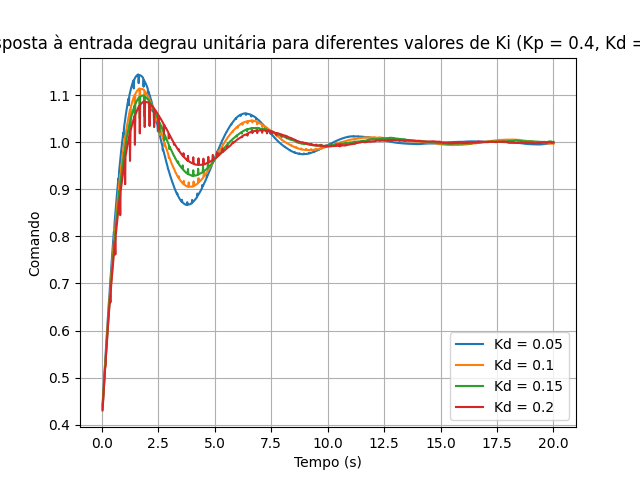 posta à entrada degrau unitária para diferentes valores de Ki (Kp = 0.4, Kd =
1.1
1.0
0.9
0.8
0.7
0.6
0.5
0.4
Comando
0.0 2.5 5.0 7.5 10.0 12.5 15.0 17.5 20.0
Tempo (s)
Kd = 0.05
Kd = 0.1
Kd = 0.15
Kd = 0.2